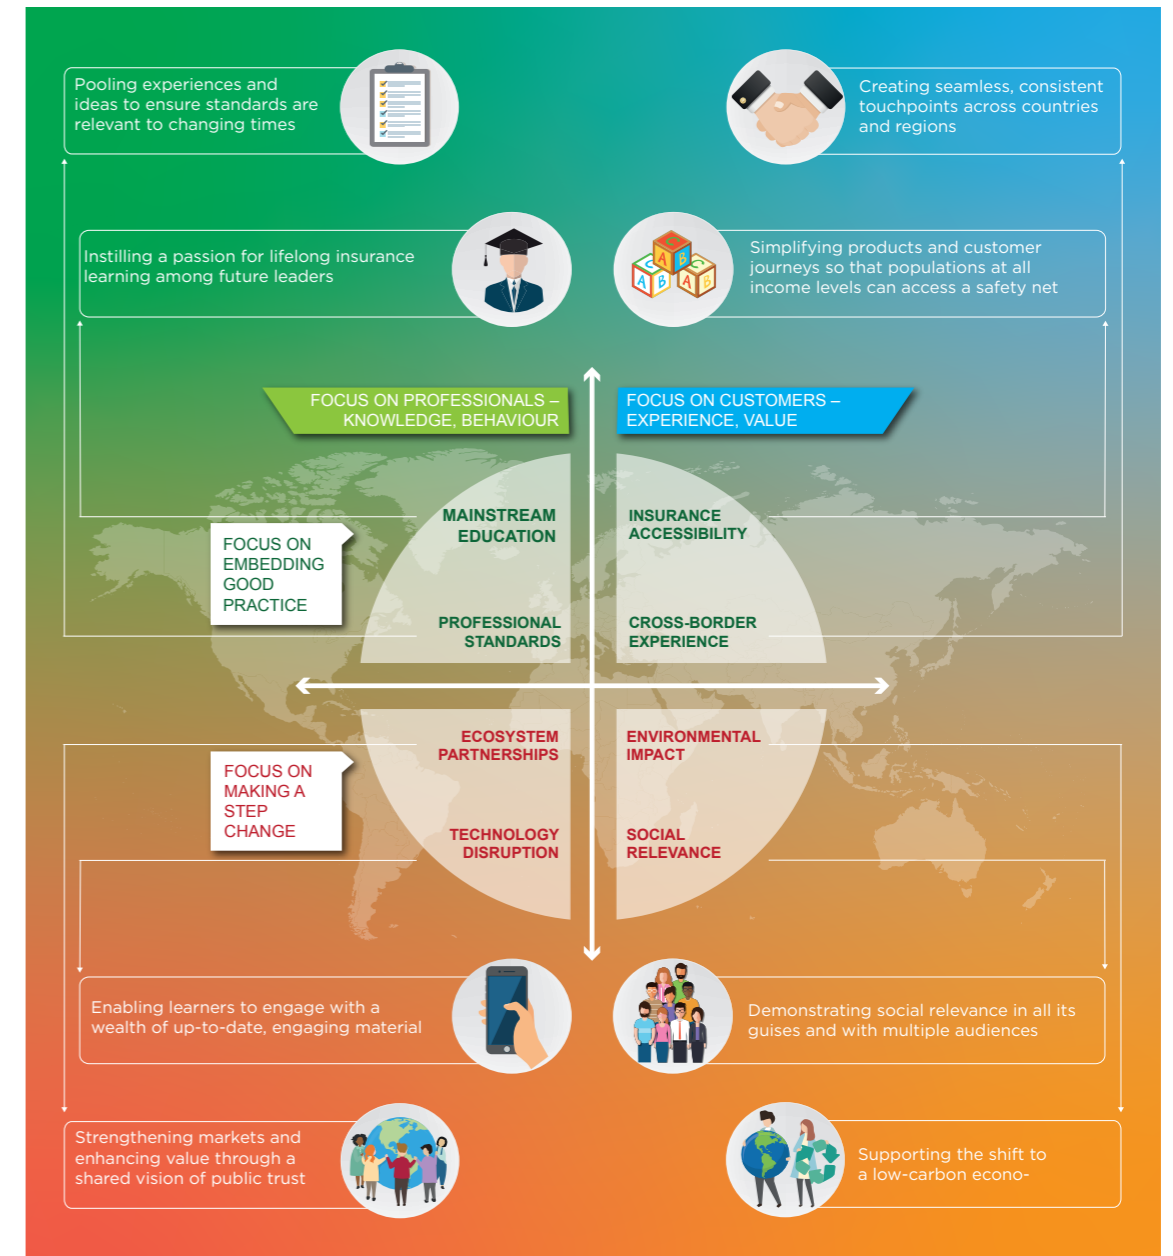 Pooling experiences and
ideas to ensure standards are
relevant to changing times
Creating seamless, consistent
touchpoints across countries
and regions
Instilling a passion for lifelong insurance
learning among future leaders
Simplifying products and customer
journeys so that populations at all
income levels can access a safety net
FOCUS ON PROFESSIONALS –
KNOWLEDGE, BEHAVIOUR
FOCUS ON CUSTOMERS –
EXPERIENCE, VALUE
FOCUS ON
EMBEDDING
GOOD
PRACTICE
MAINSTREAM
EDUCATION
INSURANCE
ACCESSIBILITY
PROFESSIONAL
STANDARDS
CROSS-BORDER
EXPERIENCE
FOCUS ON
MAKING A
STEP
CHANGE
ECOSYSTEM
PARTNERSHIPS
ENVIRONMENTAL
IMPACT
TECHNOLOGY
DISRUPTION
SOCIAL
RELEVANCE
Enabling learners to engage with a
wealth of up-to-date, engaging material
Demonstrating social relevance in all its
guises and with multiple audiences
Strengthening markets and
enhancing value through a
shared vision of public trust
Supporting the shift to
a low-carbon econo-